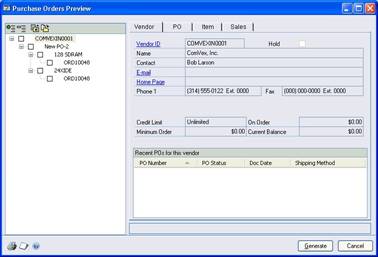 Purchase Orders Preview
COMVEXIN0001
New PO-2
128 SDRAM
ORD10048
24XIDE
ORD10048
Vendor PO Item Sales
Vendor ID COMVEXIN0001 Hold
Name ComVex, Inc.
Contact Bob Larson
E-mail
Home Page
Phone 1 (314) 555-0122 Ext. 0000 Fax (000) 000-0000 Ext. 0000
Credit Limit Unlimited On Order $0.00
Minimum Order $0.00 Current Balance $0.00
Recent POs for this vendor
PO Number PO Status Doc Date Shipping Method
Generate Cancel